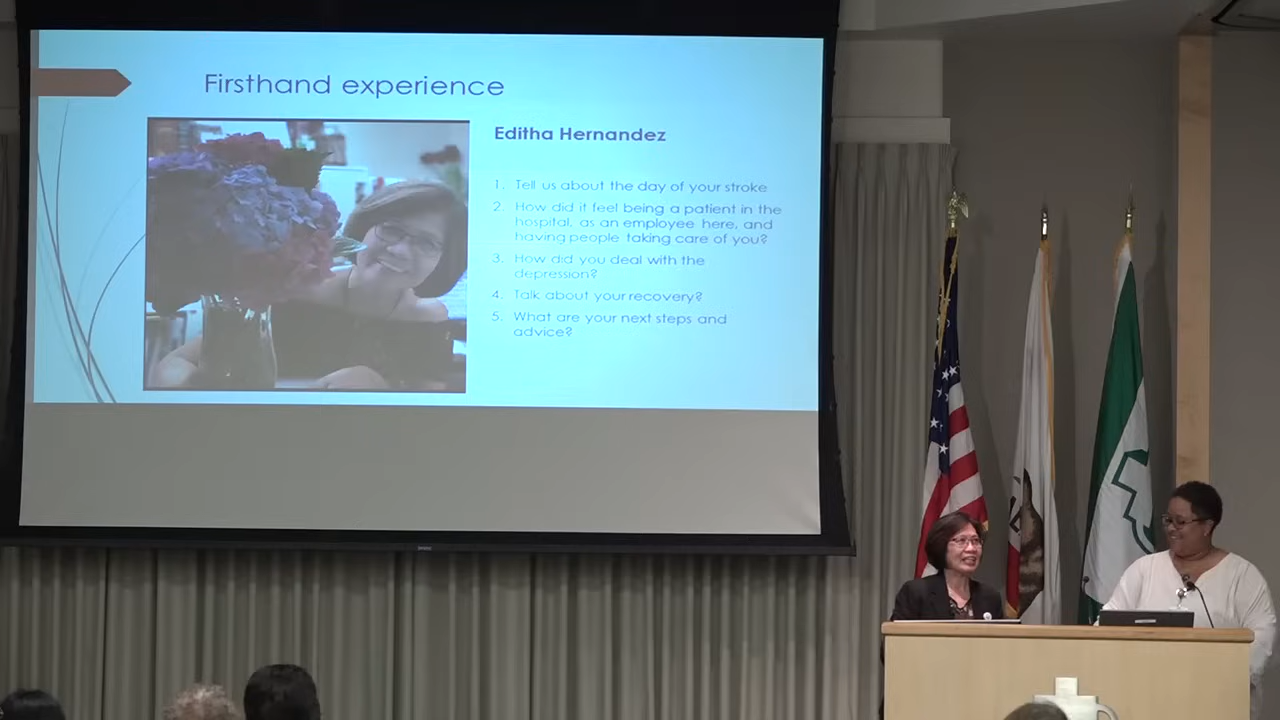 Firsthand experience
Editha Hernandez
1. Tell us about the day of your stroke
2. How did it feel being a patient in the
hospital, as an employee here, and
having people taking care of you?
3. How did you deal with the
depression?
4. Talk about your recovery?
5. What are your next steps and
advice?